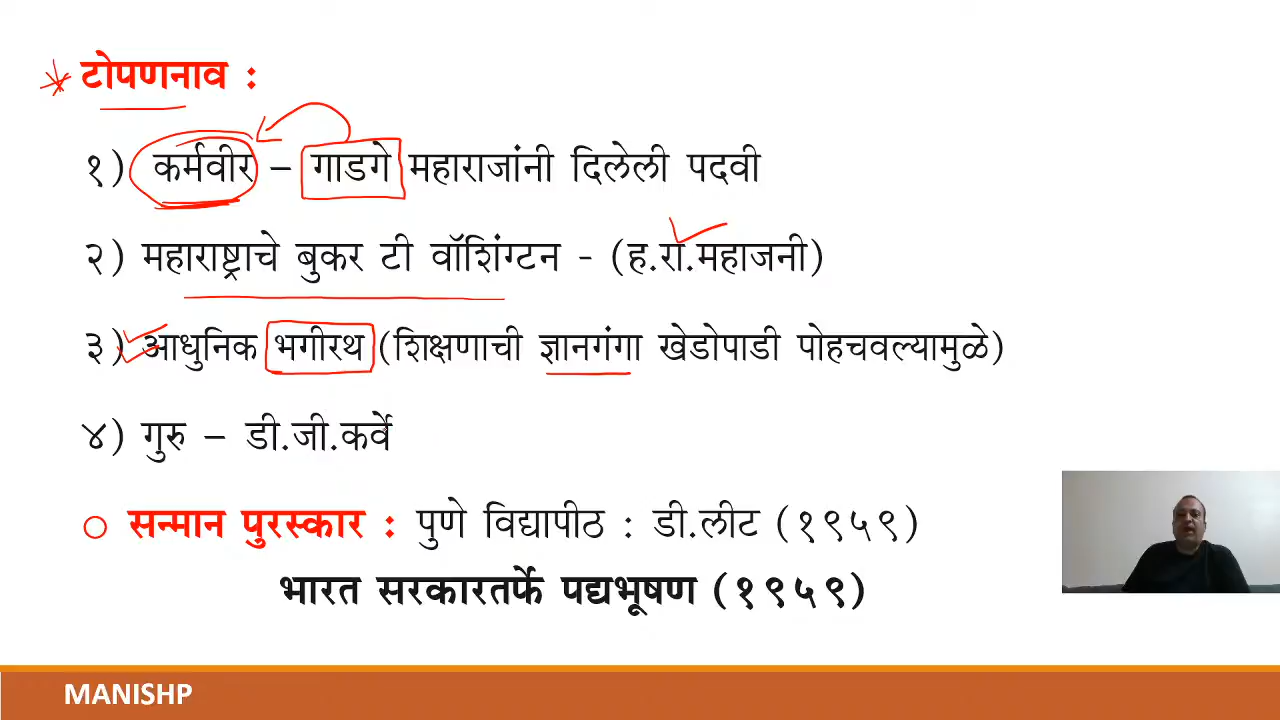 टोपणनाव :
१) कर्मवीर – गाडगे महाराजांनी दिलेली पदवी
२) महाराष्ट्राचे बुकर टी वॉशिंग्टन - (ह.रा.महाजनी)
३) आधुनिक भगीरथ (शिक्षणाची ज्ञानगंगा खेडोपाडी पोहचवल्यामुळे)
४) गुरु – डी.जी.कर्वे
सन्मान पुरस्कार : पुणे विद्यापीठ : डी.लीट (१९५९)
भारत सरकारतर्फे पद्यभूषण (१९५९)
MANISHP